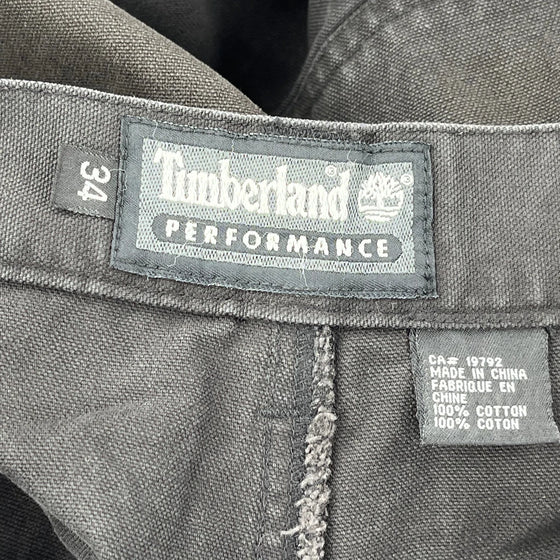 34
Timberland®
PERFORMANCE
CA# 19792
MADE IN CHINA
FABRIQUE EN
CHINE
100% COTTON
100% COTON